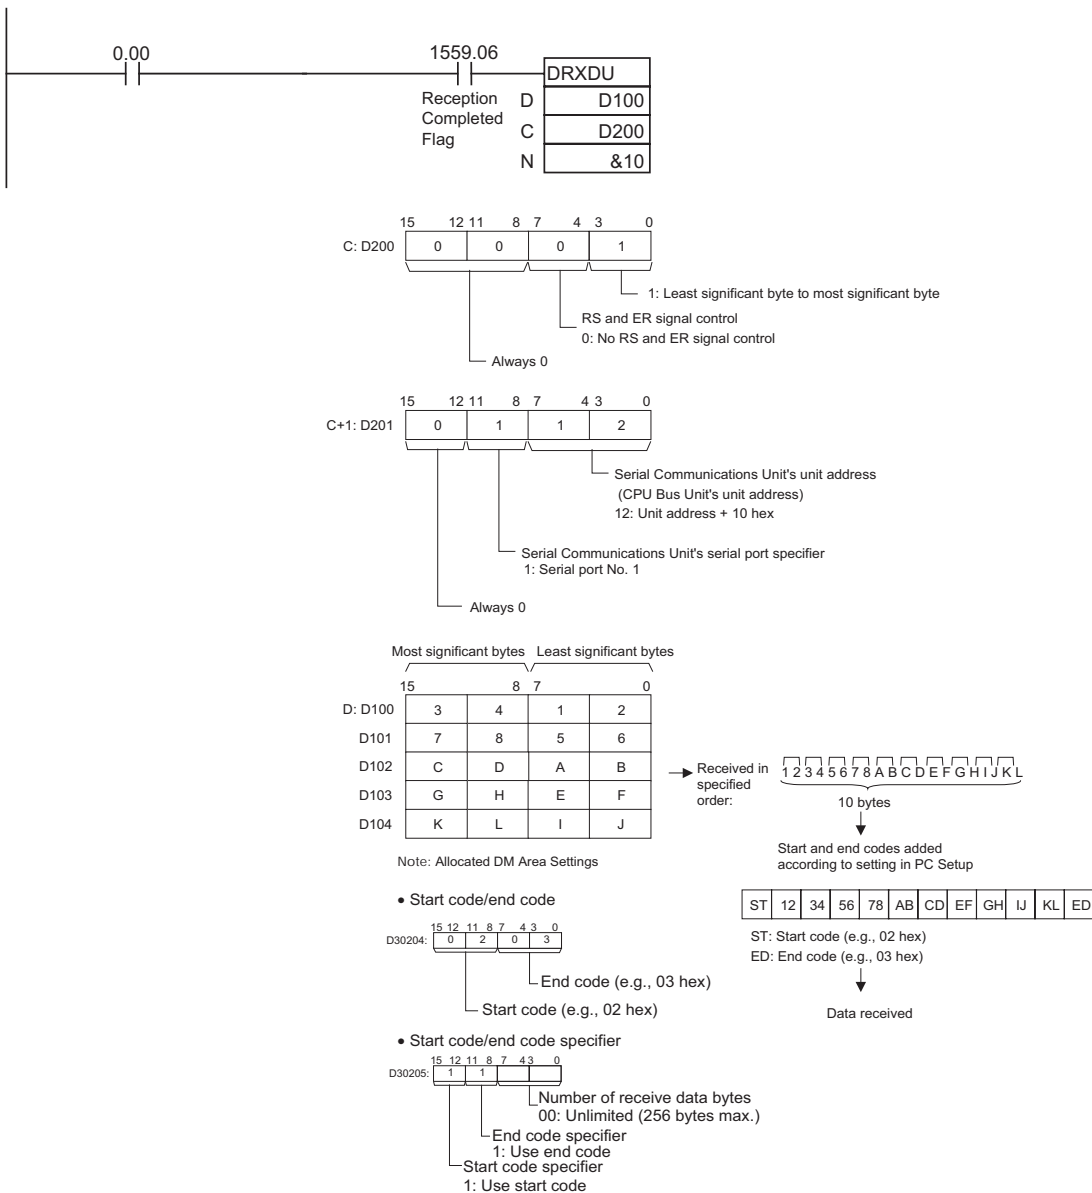 0.00
1559.06
DRXDU
Reception
Completed
Flag
D D100
C D200
N &10
15 12 11 8 7 4 3 0
C: D200 0 0 0 1
1: Least significant byte to most significant byte
RS and ER signal control
0: No RS and ER signal control
Always 0
15 12 11 8 7 4 3 0
C+1: D201 0 1 1 2
Serial Communications Unit's unit address
(CPU Bus Unit's unit address)
12: Unit address + 10 hex
Serial Communications Unit's serial port specifier
1: Serial port No. 1
Always 0
Most significant bytes Least significant bytes
15 8 7 0
D: D100 3 4 1 2
D101 7 8 5 6
D102 C D A B
D103 G H E F
D104 K L I J
Received in
specified
order:
1 2 3 4 5 6 7 8 A B C D E F G H I J K L
10 bytes
Start and end codes added
according to setting in PC Setup
ST 12 34 56 78 AB CD EF GH IJ KL ED
ST: Start code (e.g., 02 hex)
ED: End code (e.g., 03 hex)
Data received
Note: Allocated DM Area Settings
• Start code/end code
15 12 11 8 7 4 3 0
D30204: 0 2 0 3
End code (e.g., 03 hex)
Start code (e.g., 02 hex)
• Start code/end code specifier
15 12 11 8 7 4 3 0
D30205: 1 1
Number of receive data bytes
00: Unlimited (256 bytes max.)
End code specifier
1: Use end code
Start code specifier
1: Use start code